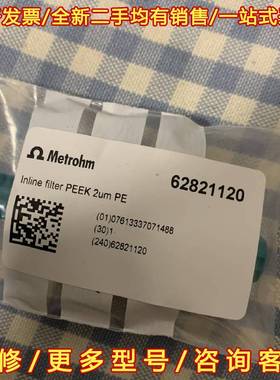 发票/全新二手均有销售/一站式
Metrohm
62821120
Inline filter PEEK 2um PE
(01)07613337071488
(30)1
(240)62821120
修/更多型号/咨询客